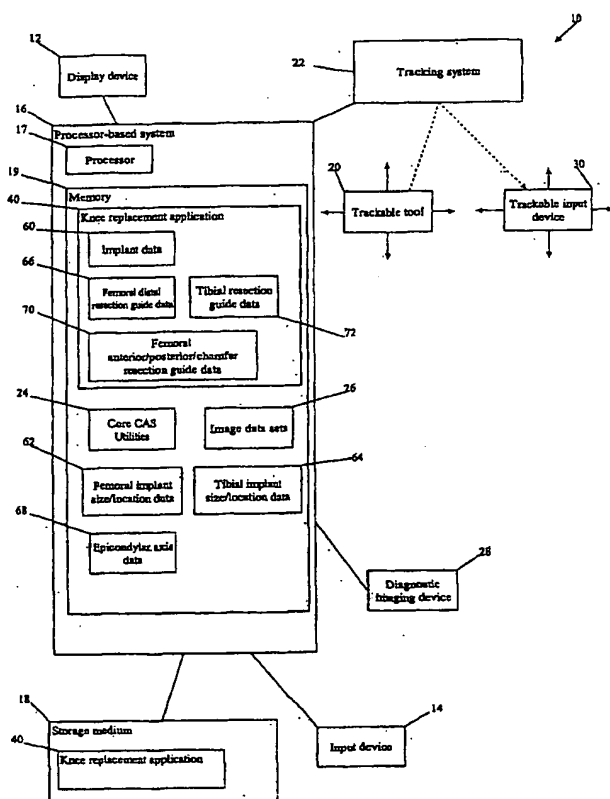 10
12
Display device
22
Tracking system
16
Processor-based system
17
Processor
19
Memory
40
Knee replacement application
60
Implant data
66
Femoral distal
resection guide data
Tibial resection
guide data
72
70
Femoral
anterior/posterior/chamfer
resection guide data
20
Trackable tool
30
Trackable input
device
24
Core CAS
Utilities
26
Image data sets
62
Femoral implant
size/location data
64
Tibial implant
size/location data
68
Epicondylar axis
data
28
Diagnostic
imaging device
18
Storage medium
40
Knee replacement application
14
Input device